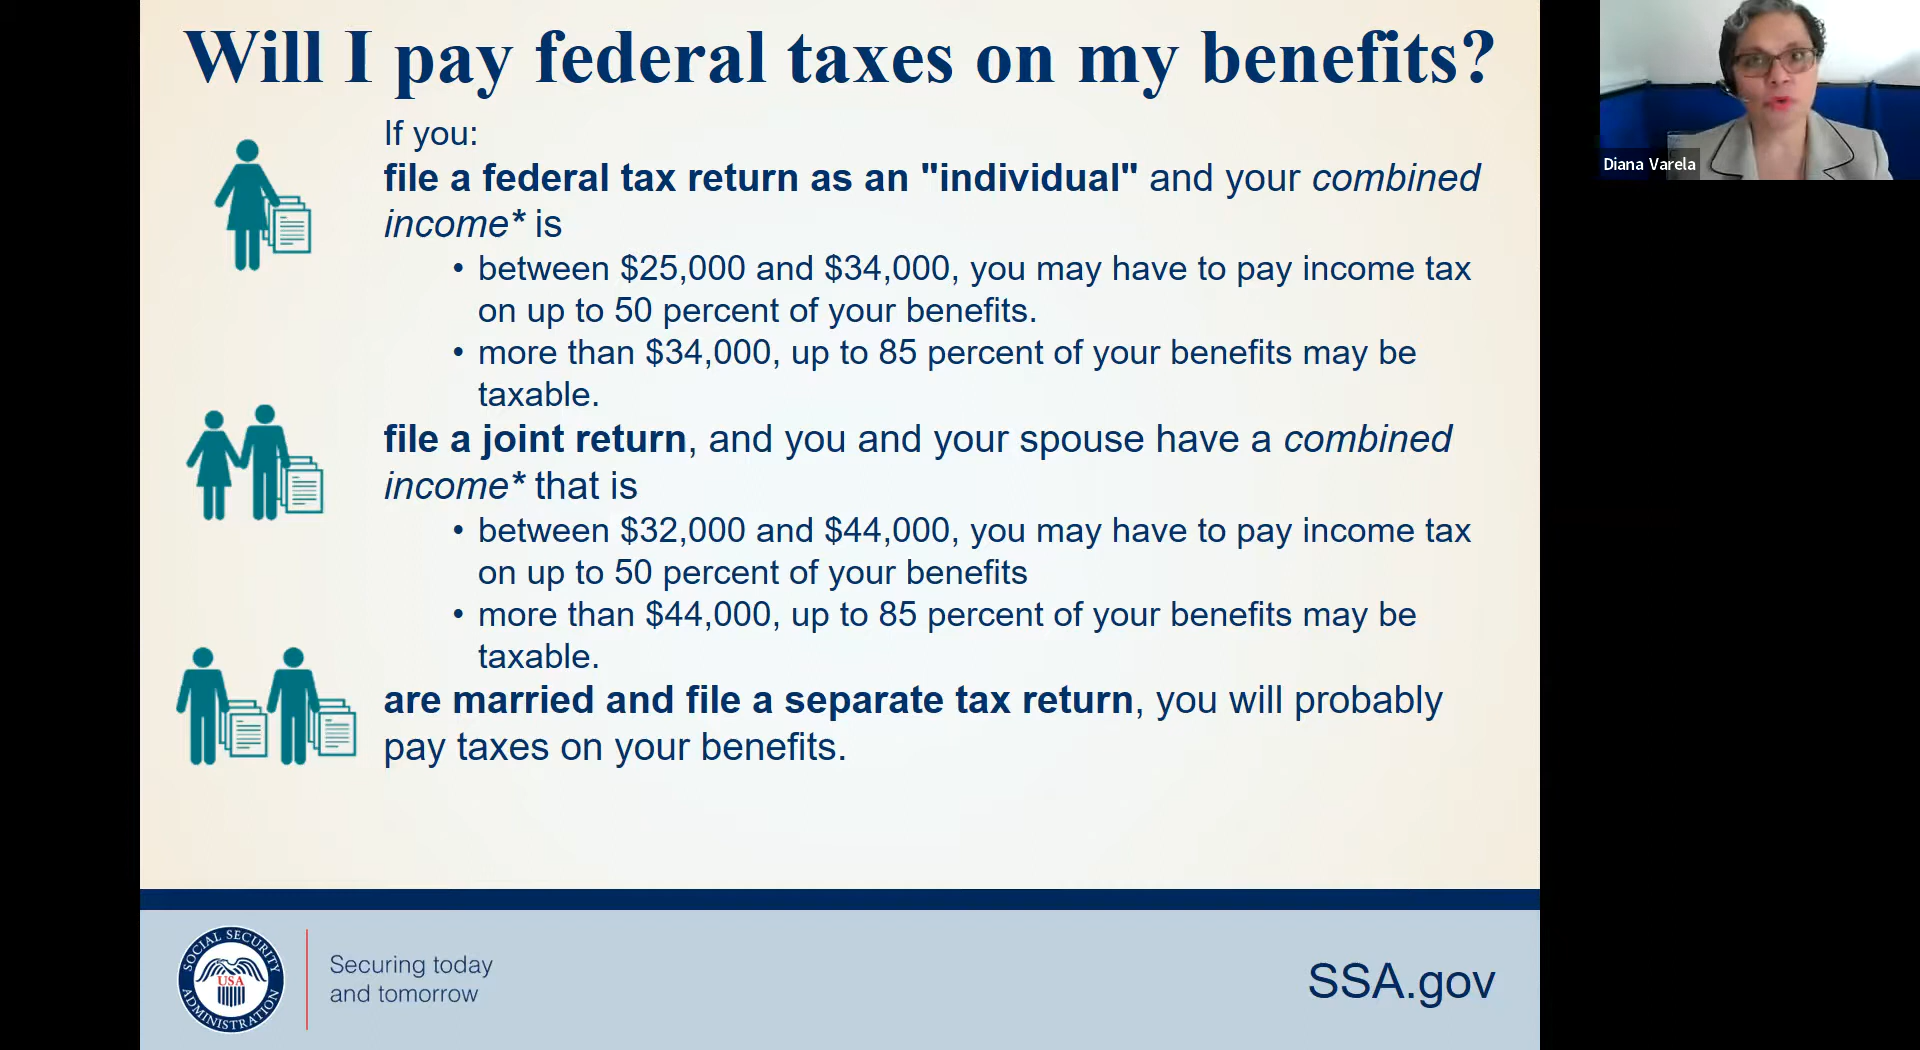 Will I pay federal taxes on my benefits?
If you:
file a federal tax return as an "individual" and your combined
income* is
• between $25,000 and $34,000, you may have to pay income tax
on up to 50 percent of your benefits.
• more than $34,000, up to 85 percent of your benefits may be
taxable.
file a joint return, and you and your spouse have a combined
income* that is
• between $32,000 and $44,000, you may have to pay income tax
on up to 50 percent of your benefits
• more than $44,000, up to 85 percent of your benefits may be
taxable.
are married and file a separate tax return, you will probably
pay taxes on your benefits.
SOCIAL SECURITY
USA
ADMINISTRATION
Securing today
and tomorrow
SSA.gov
Diana Varela